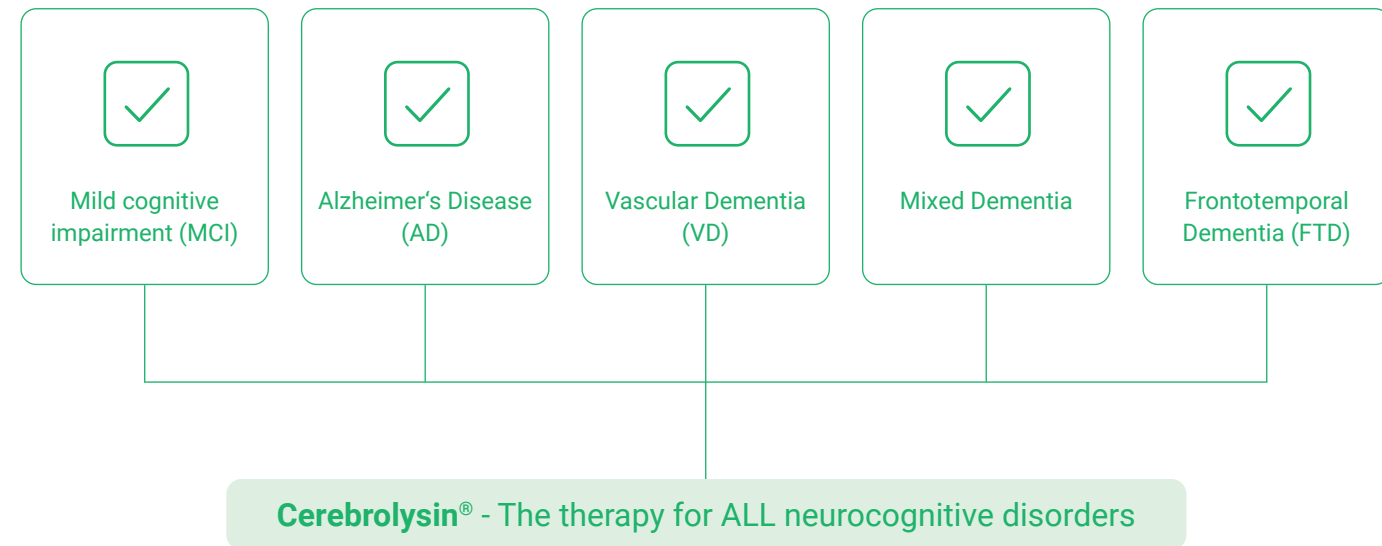 Mild cognitive
impairment (MCI)
Alzheimer‘s Disease
(AD)
Vascular Dementia
(VD)
Mixed Dementia
Frontotemporal
Dementia (FTD)
Cerebrolysin® - The therapy for ALL neurocognitive disorders